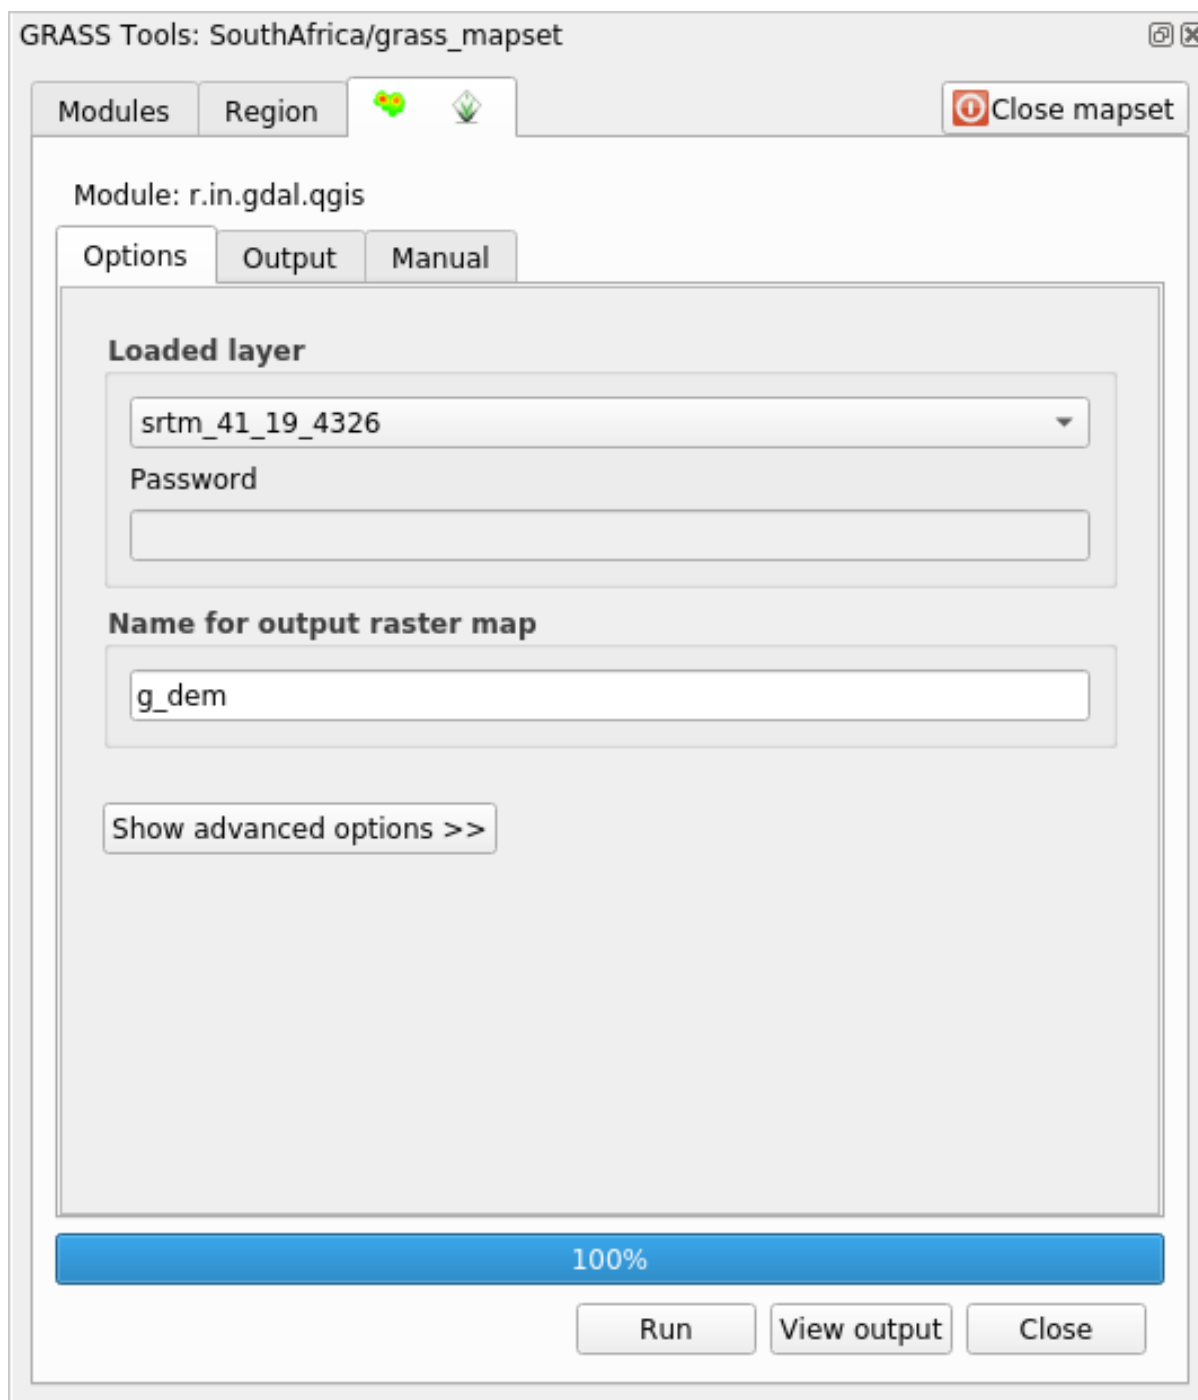 GRASS Tools: SouthAfrica/grass_mapset
Modules Region Close mapset
Module: r.in.gdal.qgis
Options Output Manual
Loaded layer
srtm_41_19_4326
Password
Name for output raster map
g_dem
Show advanced options >>
100%
Run View output Close